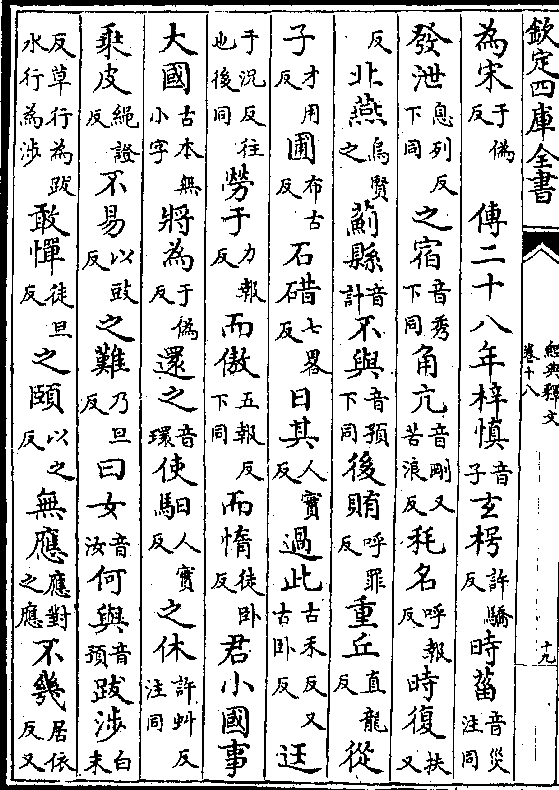 欽定四庫全書
經典釋文
卷十八
十九
為宋于偽反 傳二十八年梓慎音子玄枵許驕反時菑音災注同
發泄息列反下同之宿音秀下同角亢音剛又苦浪反秏名呼報反時復扶又
反北燕烏賢之薊縣音計不與音預下同後賄呼罪反重丘直龍反從
子才用反圃布古反石碏七畧反日其人實反過此古禾反又古卧反迋
于況反往也後同勞于力報反而傲五報反下同而惰徒卧反君小國事
大國古本無小字將為于偽反還之音環使馹人實反之休許虯反注同
乘皮繩證反不易以豉反之難乃旦反曰女音汝何與音預跋涉白末
反草行為跋水行為涉敢憚徒旦反之頤以之反無應應對之應不幾居依反又